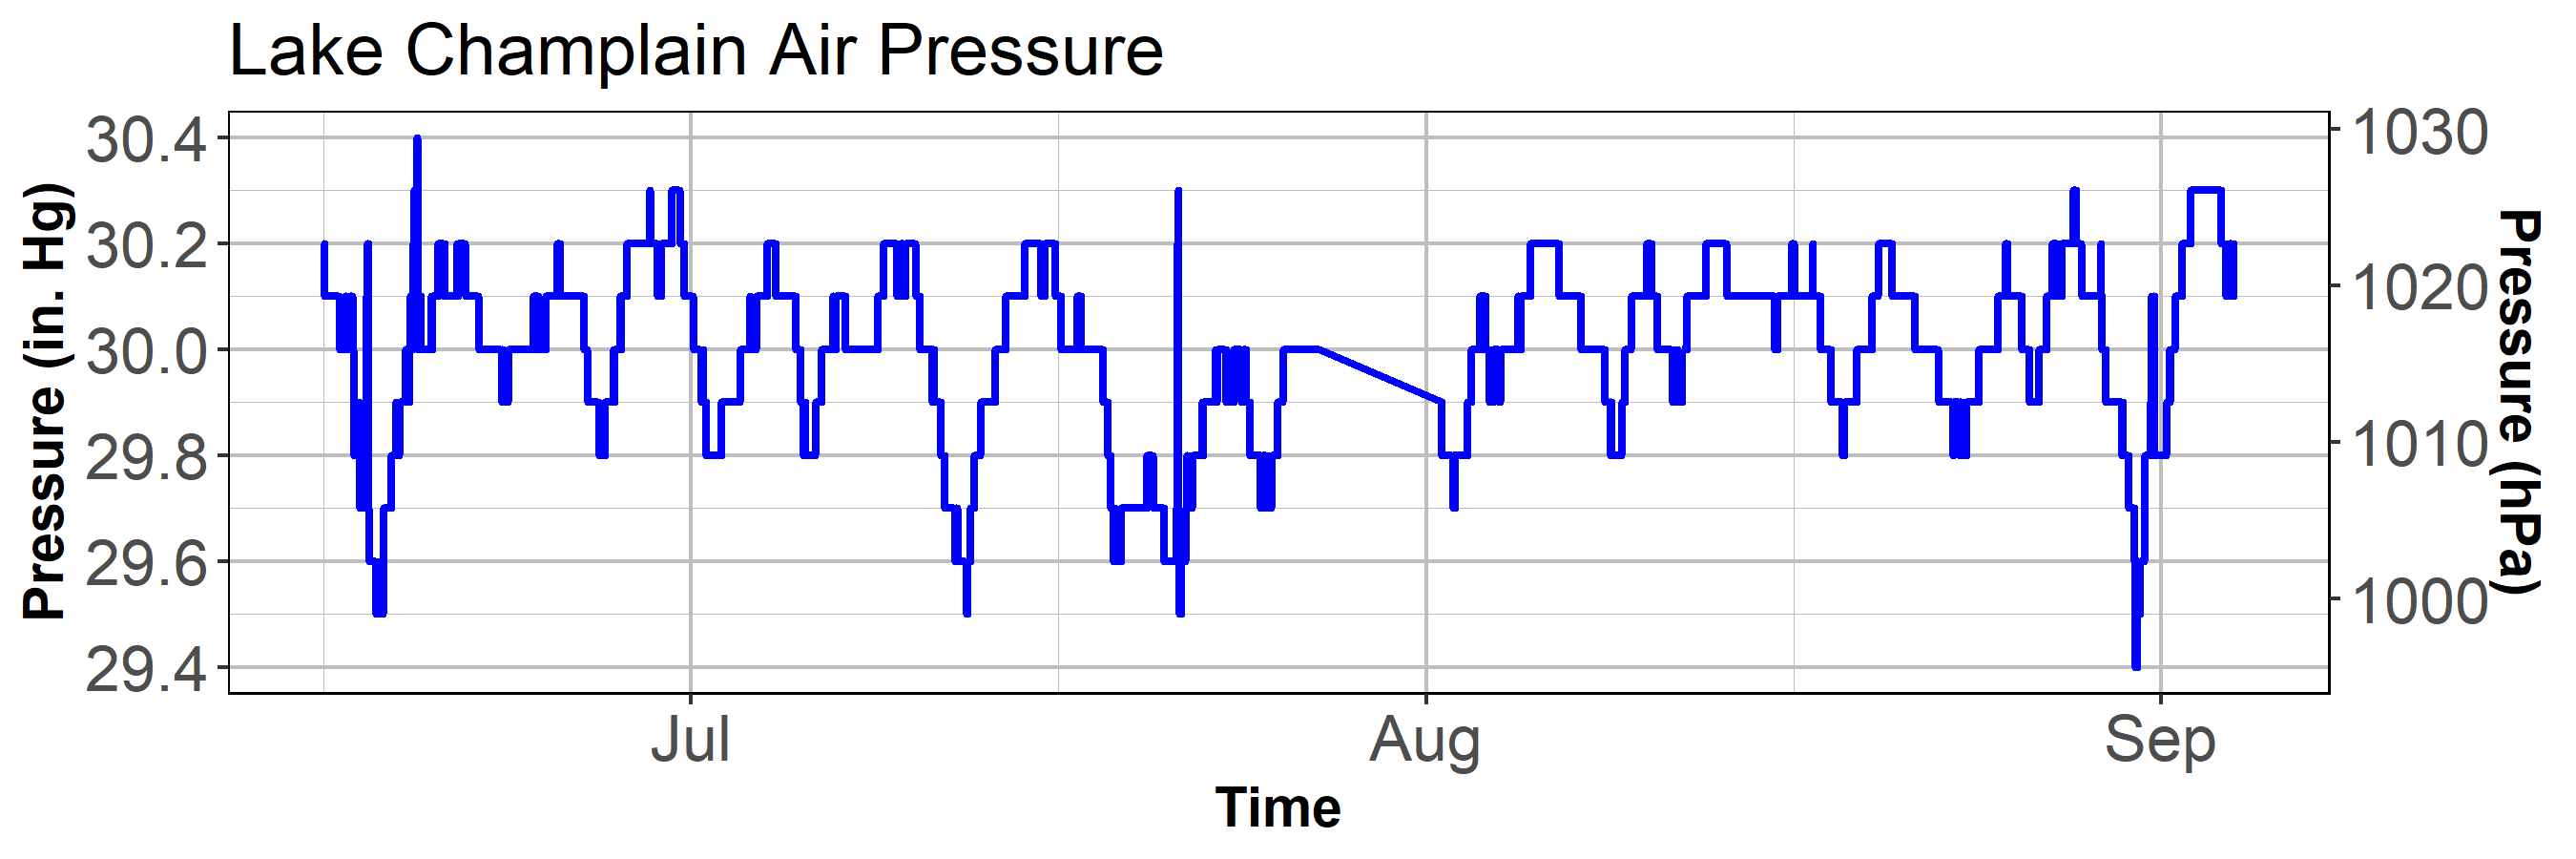 Lake Champlain Air Pressure
Pressure (in. Hg)
30.4
30.2
30.0
29.8
29.6
29.4
1030
1020
1010
1000
Pressure (hPa)
Jul
Aug
Sep
Time